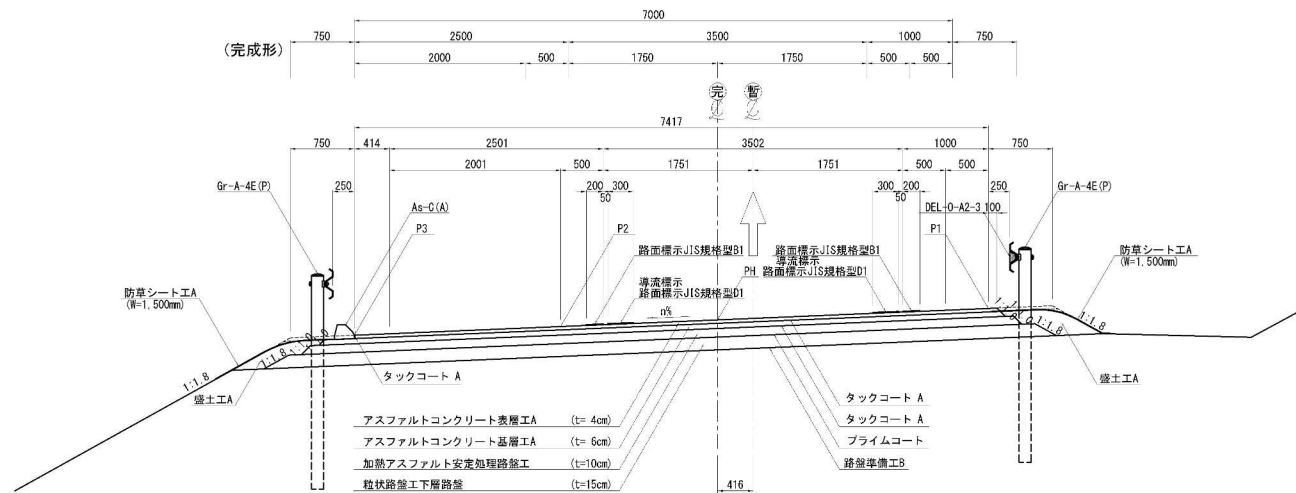 7000
(完成形)
750 2500 3500 1000 750
2000 500 1750 1750 500 500
完 暫
7417
750 414 2501 3502 1000 750
2001 500 1751 1751 500 500
Gr-A-4E(P)
250
200 300
50
300 200
50
250
Gr-A-4E(P)
As-C(A)
DEL-O-A2-3 100
P3
P2
P1
路面標示JIS規格型B1
路面標示JIS規格型B1
導流標示
PH 路面標示JIS規格型D1
導流標示
路面標示JIS規格型D1
n%
防草シート工A
(W=1,500mm)
防草シート工A
(W=1,500mm)
1:1.8
1:1.8
1:1.8
1:1.8
盛土工A
タックコート A
盛土工A
アスファルトコンクリート表層工A (t= 4cm)
タックコート A
アスファルトコンクリート基層工A (t= 6cm)
タックコート A
加熱アスファルト安定処理路盤工 (t=10cm)
プライムコート
粒状路盤工下層路盤 (t=15cm)
路盤準備工B
416